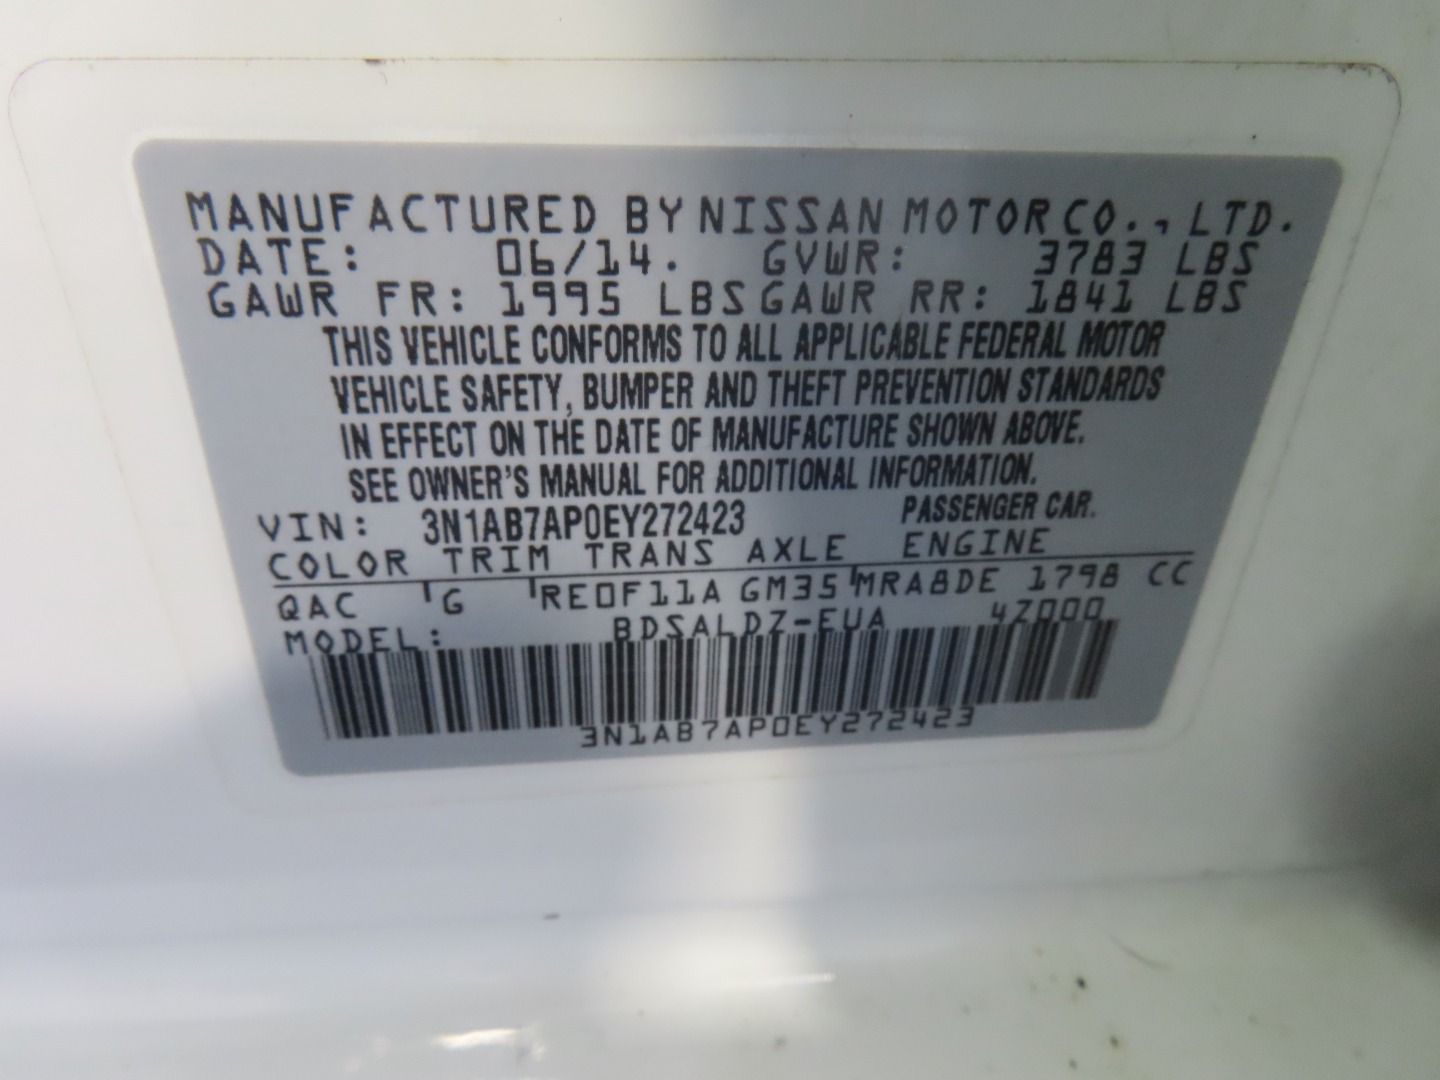 MANUFACTURED BY NISSAN MOTOR CO., LTD.
DATE: 06/14. GVWR: 3783 LBS
GAWR FR: 1995 LBS GAWR RR: 1841 LBS
THIS VEHICLE CONFORMS TO ALL APPLICABLE FEDERAL MOTOR
VEHICLE SAFETY, BUMPER AND THEFT PREVENTION STANDARDS
IN EFFECT ON THE DATE OF MANUFACTURE SHOWN ABOVE.
SEE OWNER'S MANUAL FOR ADDITIONAL INFORMATION.
VIN: 3N1AB7AP0EY272423 PASSENGER CAR.
COLOR TRIM TRANS AXLE ENGINE
QAC G RE0F11A GM35 MRA8DE 1798 CC
MODEL: BDSALDZ-EUA 4Z000
3N1AB7AP0EY272423